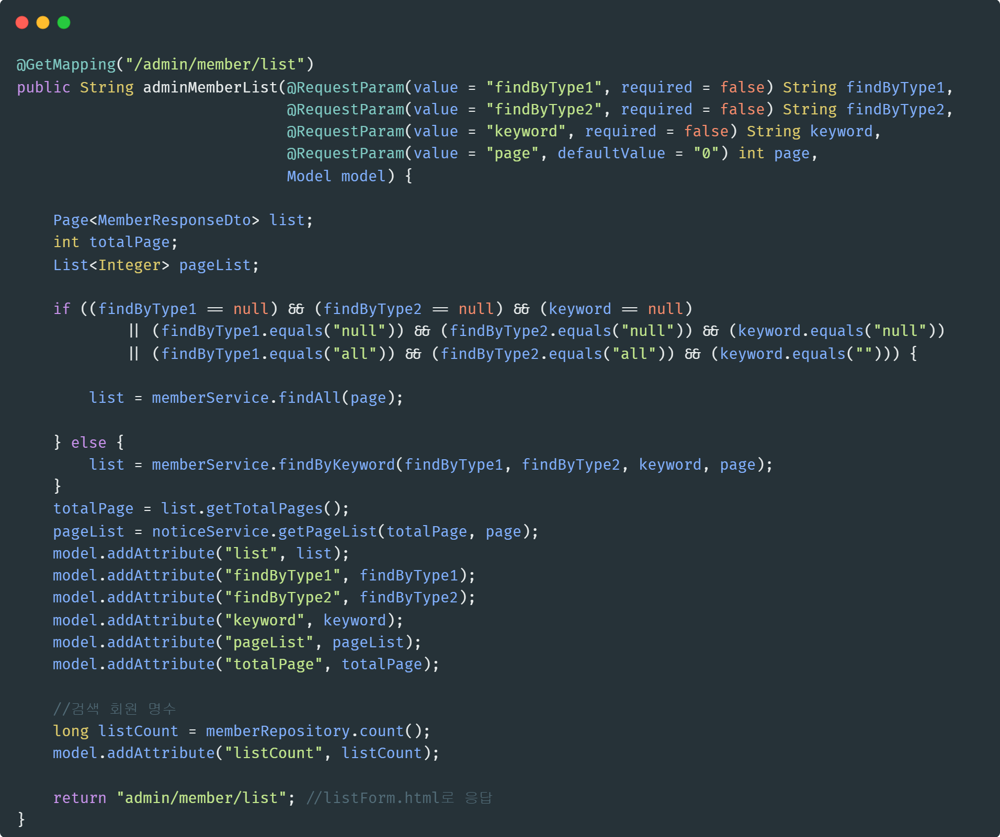 @GetMapping("/admin/member/list")
public String adminMemberList(@RequestParam(value = "findByType1", required = false) String findByType1,
@RequestParam(value = "findByType2", required = false) String findByType2,
@RequestParam(value = "keyword", required = false) String keyword,
@RequestParam(value = "page", defaultValue = "0") int page,
Model model) {
Page<MemberResponseDto> list;
int totalPage;
List<Integer> pageList;
if ((findByType1 == null) && (findByType2 == null) && (keyword == null)
|| (findByType1.equals("null")) && (findByType2.equals("null")) && (keyword.equals("null"))
|| (findByType1.equals("all")) && (findByType2.equals("all")) && (keyword.equals(""))) {
list = memberService.findAll(page);
} else {
list = memberService.findByKeyword(findByType1, findByType2, keyword, page);
}
totalPage = list.getTotalPages();
pageList = noticeService.getPageList(totalPage, page);
model.addAttribute("list", list);
model.addAttribute("findByType1", findByType1);
model.addAttribute("findByType2", findByType2);
model.addAttribute("keyword", keyword);
model.addAttribute("pageList", pageList);
model.addAttribute("totalPage", totalPage);
//검색 회원 명수
long listCount = memberRepository.count();
model.addAttribute("listCount", listCount);
return "admin/member/list"; //listForm.html로 응답
}